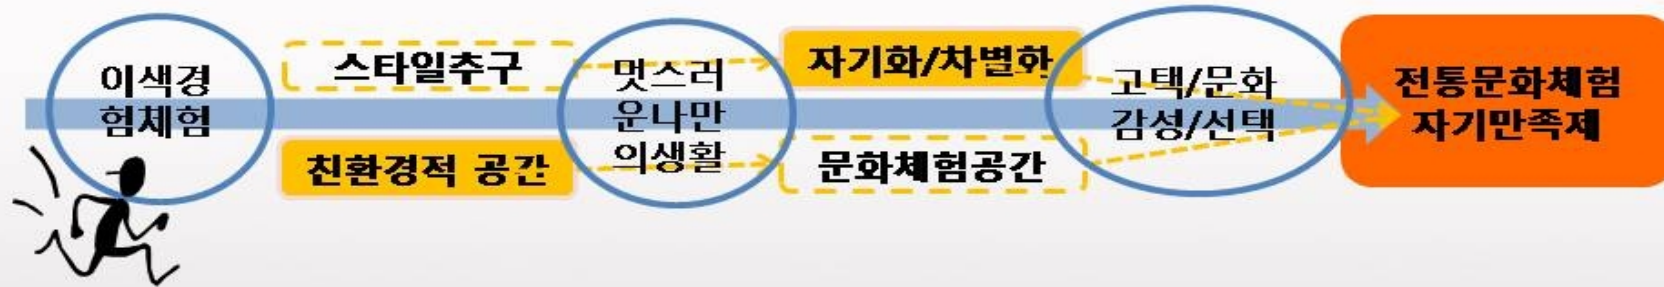 이색경
험체험
스타일추구
친환경적 공간
멋스러
운나만
의생활
자기화/차별화
문화체험공간
고택/문화
감성/선택
전통문화체험
자기만족제